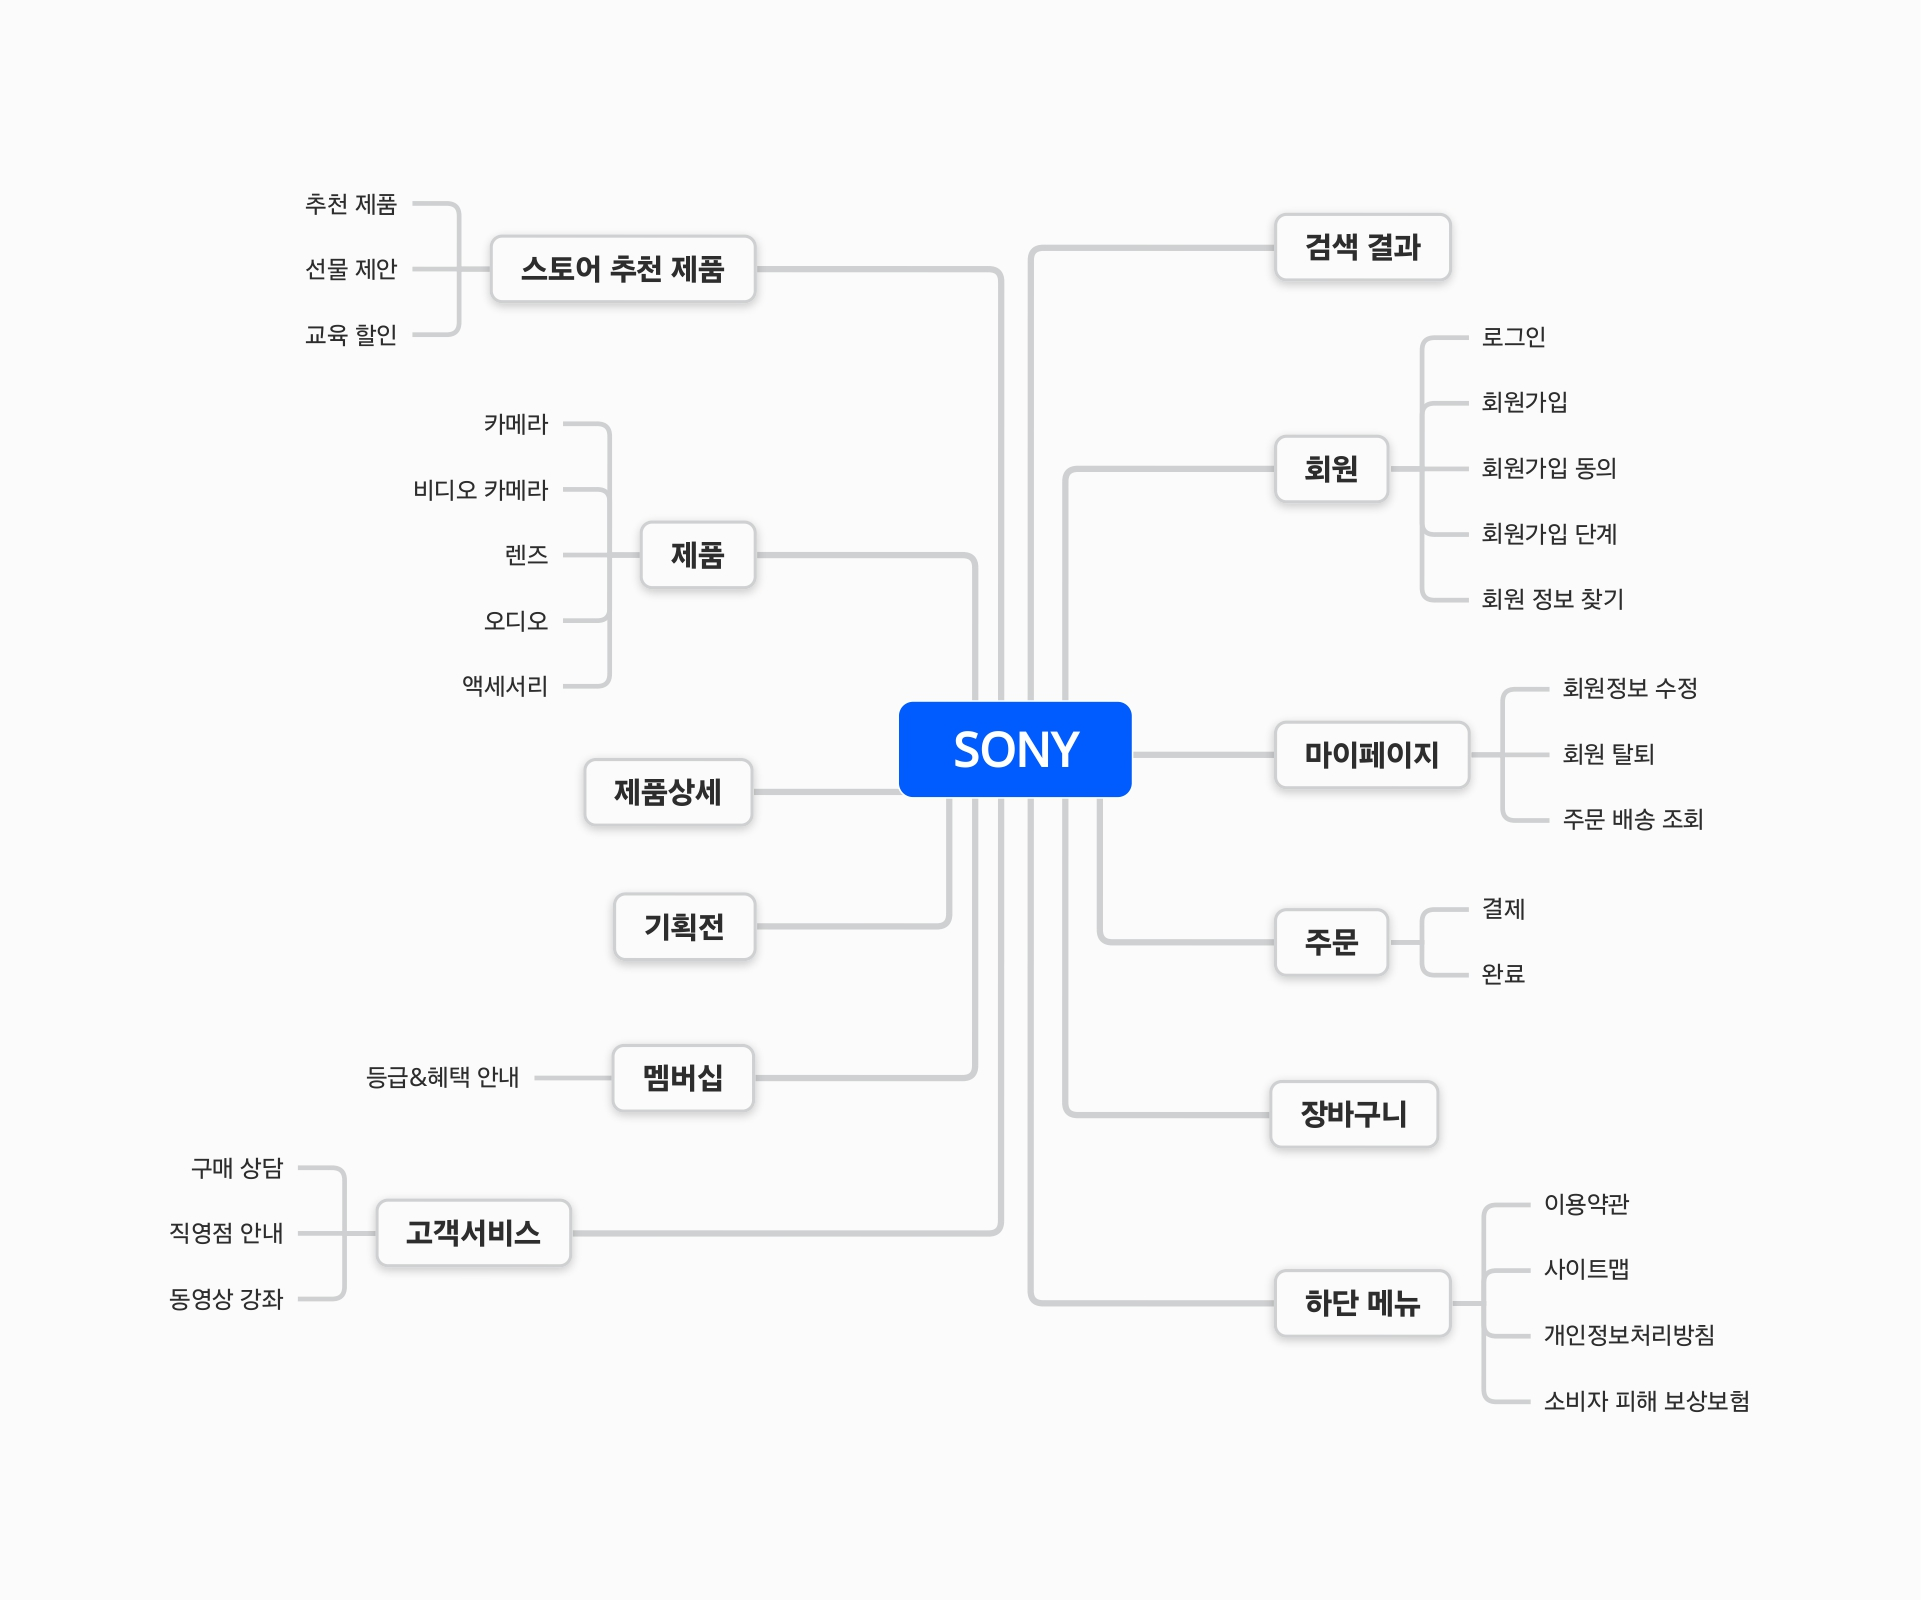 SONY
스토어 추천 제품
추천 제품
선물 제안
교육 할인
제품
카메라
비디오 카메라
렌즈
오디오
액세서리
제품상세
기획전
멤버십
등급&혜택 안내
고객서비스
구매 상담
직영점 안내
동영상 강좌
검색 결과
회원
로그인
회원가입
회원가입 동의
회원가입 단계
회원 정보 찾기
마이페이지
회원정보 수정
회원 탈퇴
주문 배송 조회
주문
결제
완료
장바구니
하단 메뉴
이용약관
사이트맵
개인정보처리방침
소비자 피해 보상보험